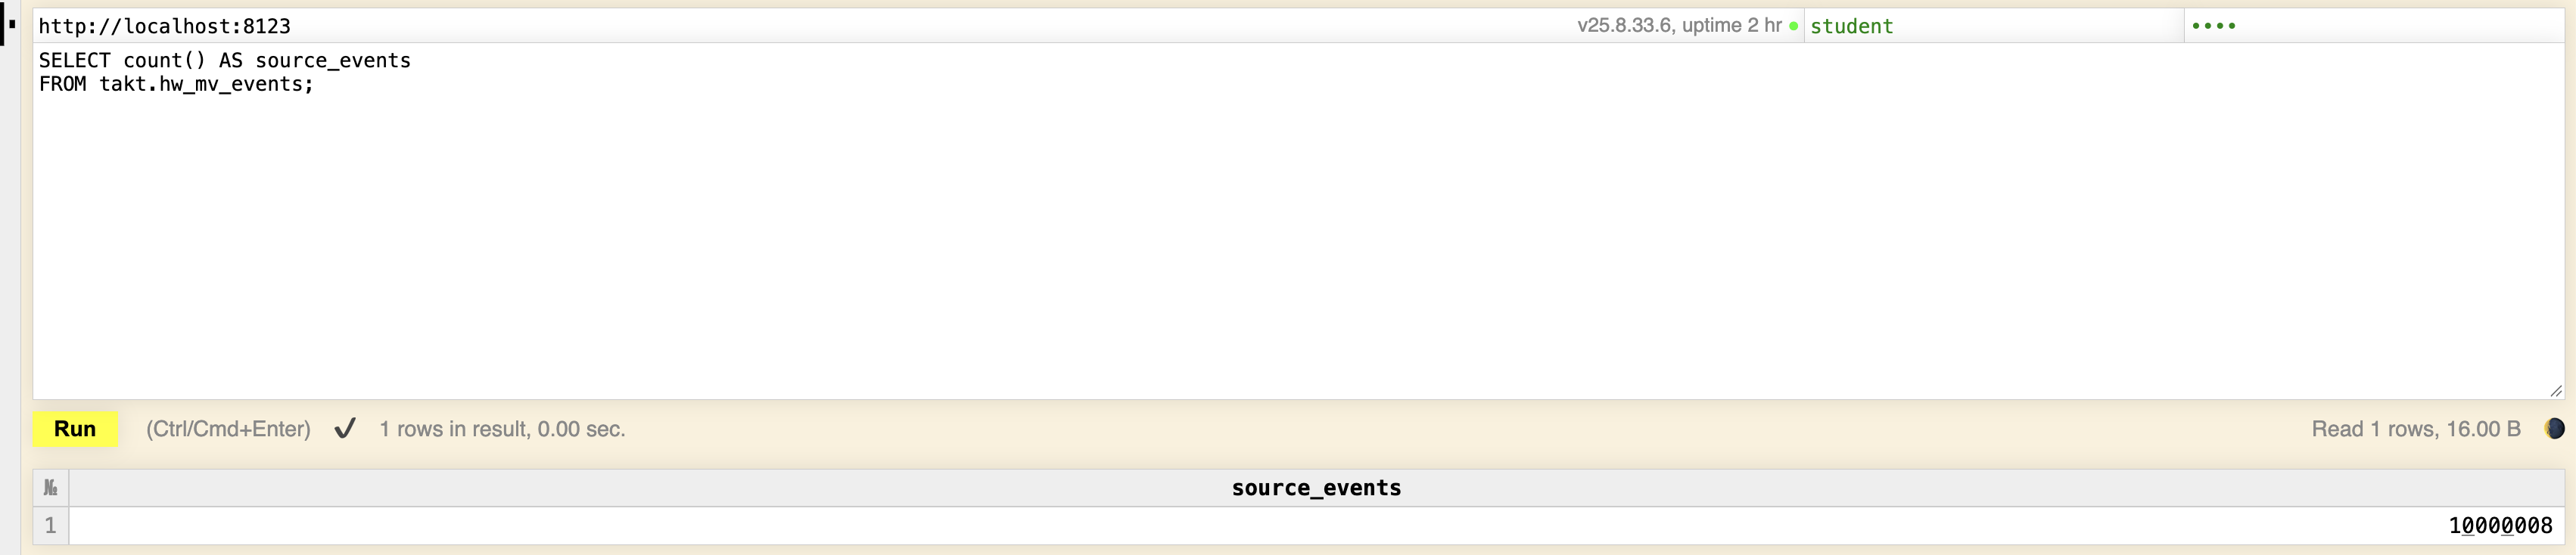 http://localhost:8123 v25.8.33.6, uptime 2 hr student ••••
SELECT count() AS source_events
FROM takt.hw_mv_events;
Run (Ctrl/Cmd+Enter) ✔ 1 rows in result, 0.00 sec. Read 1 rows, 16.00 B
№ source_events
1 10000008